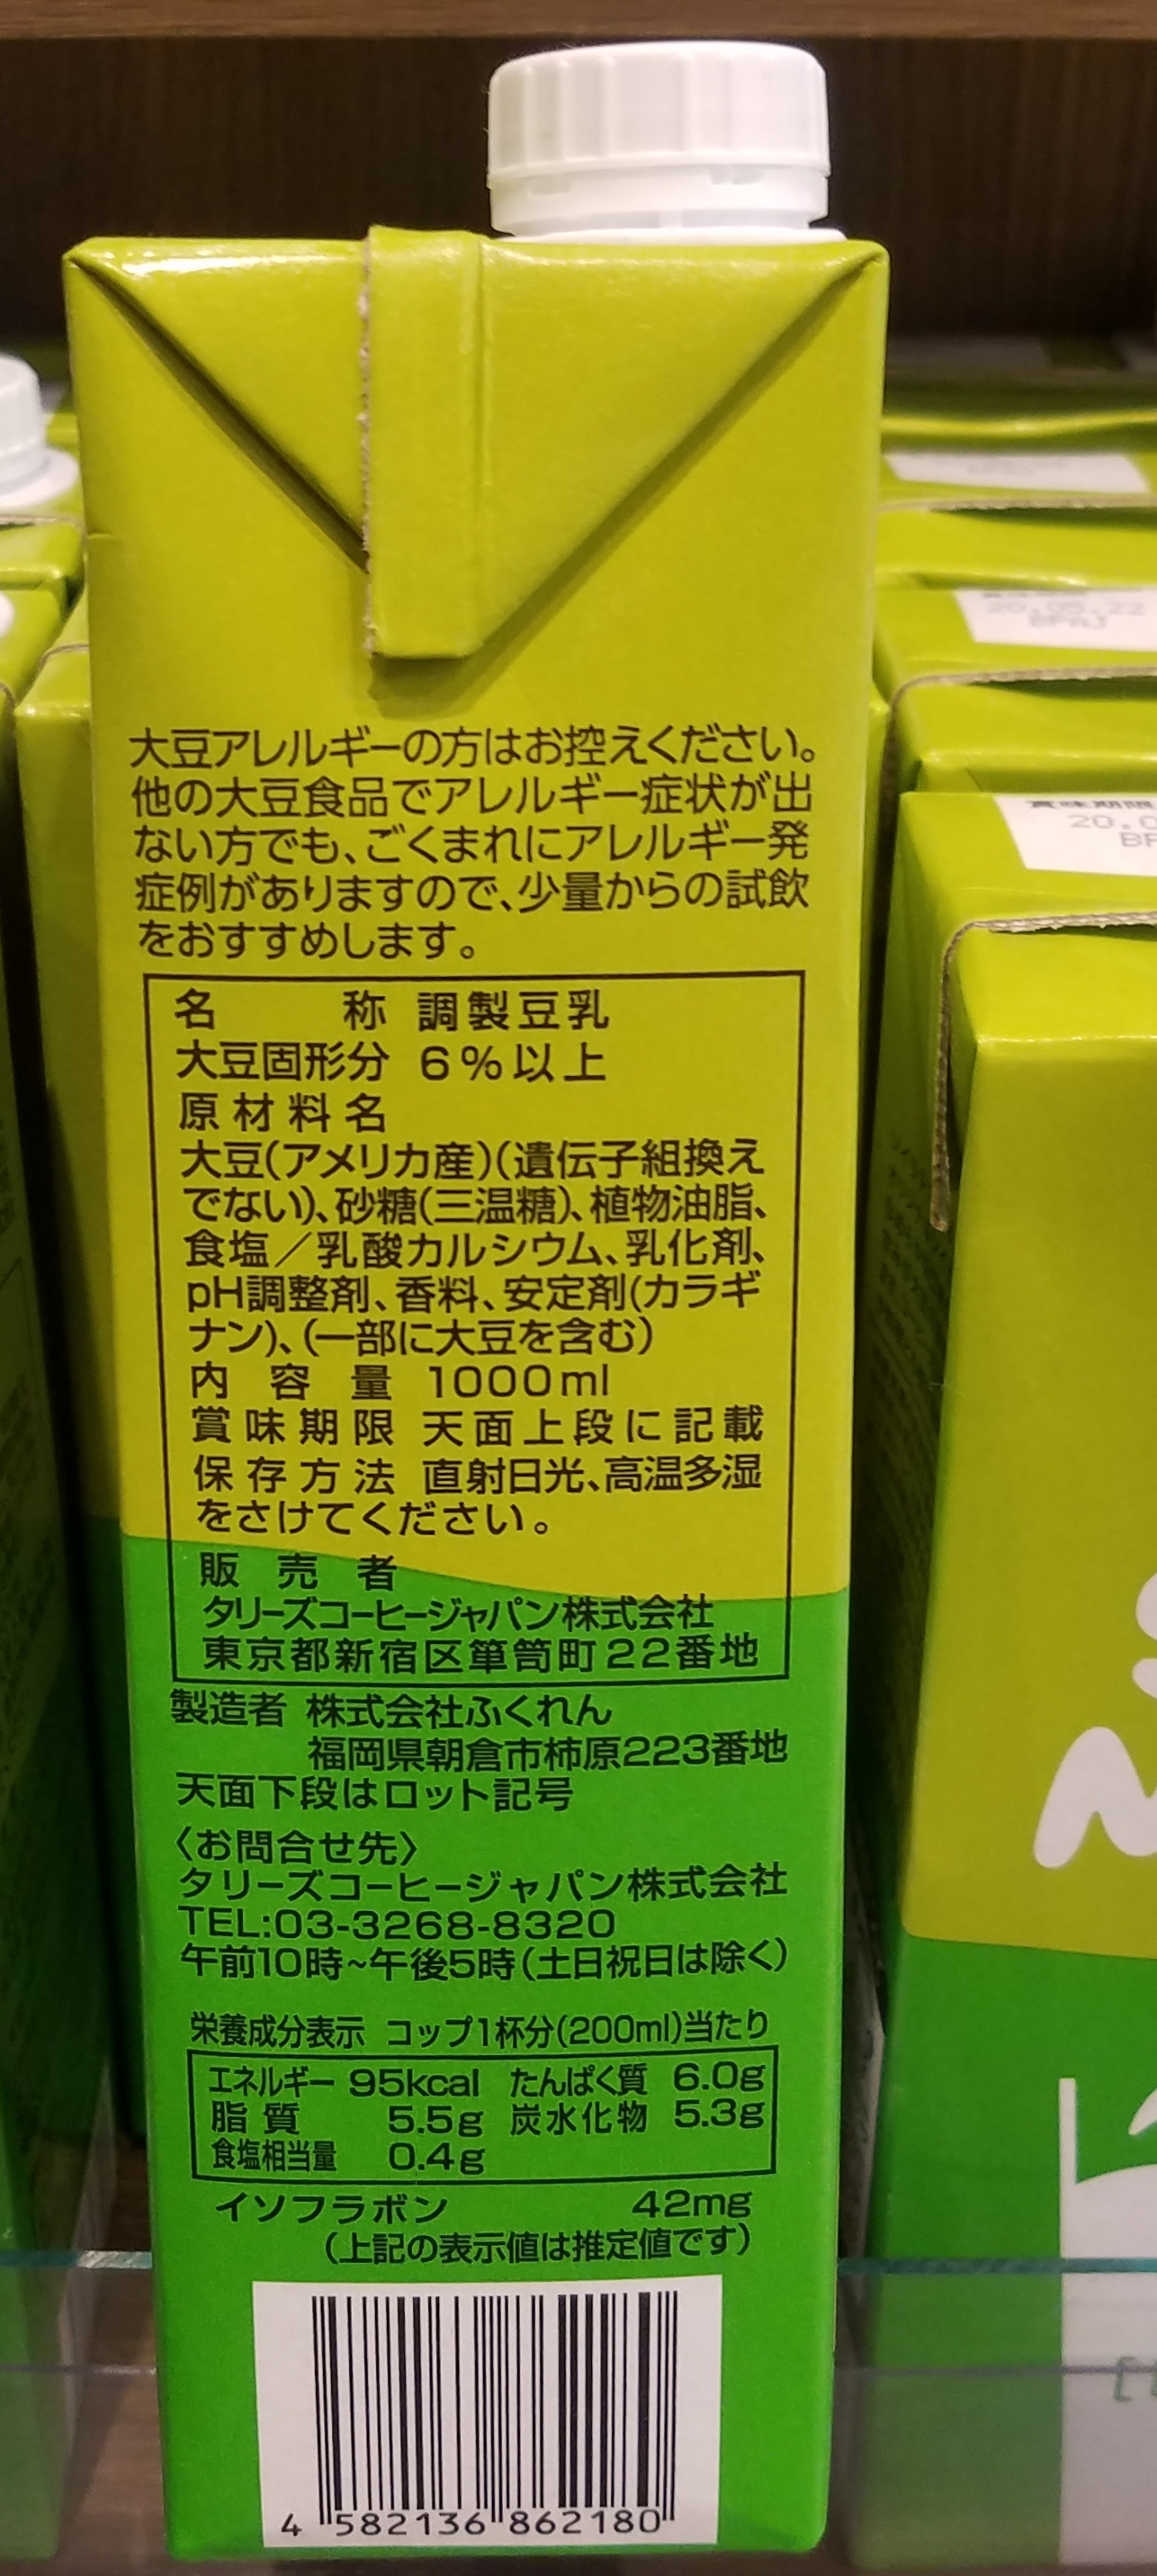 大豆アレルギーの方はお控えください。
他の大豆食品でアレルギー症状が出
ない方でも、ごくまれにアレルギー発
症例がありますので、少量からの試飲
をおすすめします。
名称 調製豆乳
大豆固形分 6%以上
原材料名
大豆(アメリカ産)(遺伝子組換え
でない)、砂糖(三温糖)、植物油脂、
食塩/乳酸カルシウム、乳化剤、
pH調整剤、香料、安定剤(カラギ
ナン)、(一部に大豆を含む)
内容量 1000ml
賞味期限 天面上段に記載
保存方法 直射日光、高温多湿
をさけてください。
販売者
タリーズコーヒージャパン株式会社
東京都新宿区箪笥町22番地
製造者 株式会社ふくれん
福岡県朝倉市柿原223番地
天面下段はロット記号
〈お問合せ先〉
タリーズコーヒージャパン株式会社
TEL:03-3268-8320
午前10時~午後5時(土日祝日は除く)
栄養成分表示 コップ1杯分(200ml)当たり
エネルギー 95kcal たんぱく質 6.0g
脂質 5.5g 炭水化物 5.3g
食塩相当量 0.4g
イソフラボン 42mg
(上記の表示値は推定値です)
4 582136 862180
20.05.22
BFAJ
賞味期限
20.0